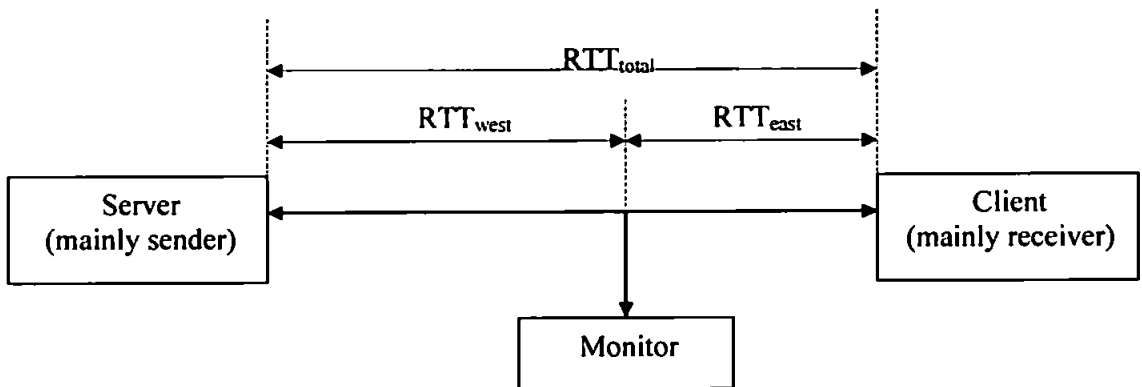 RTTtotal
RTTwest
RTTeast
Server
(mainly sender)
Client
(mainly receiver)
Monitor